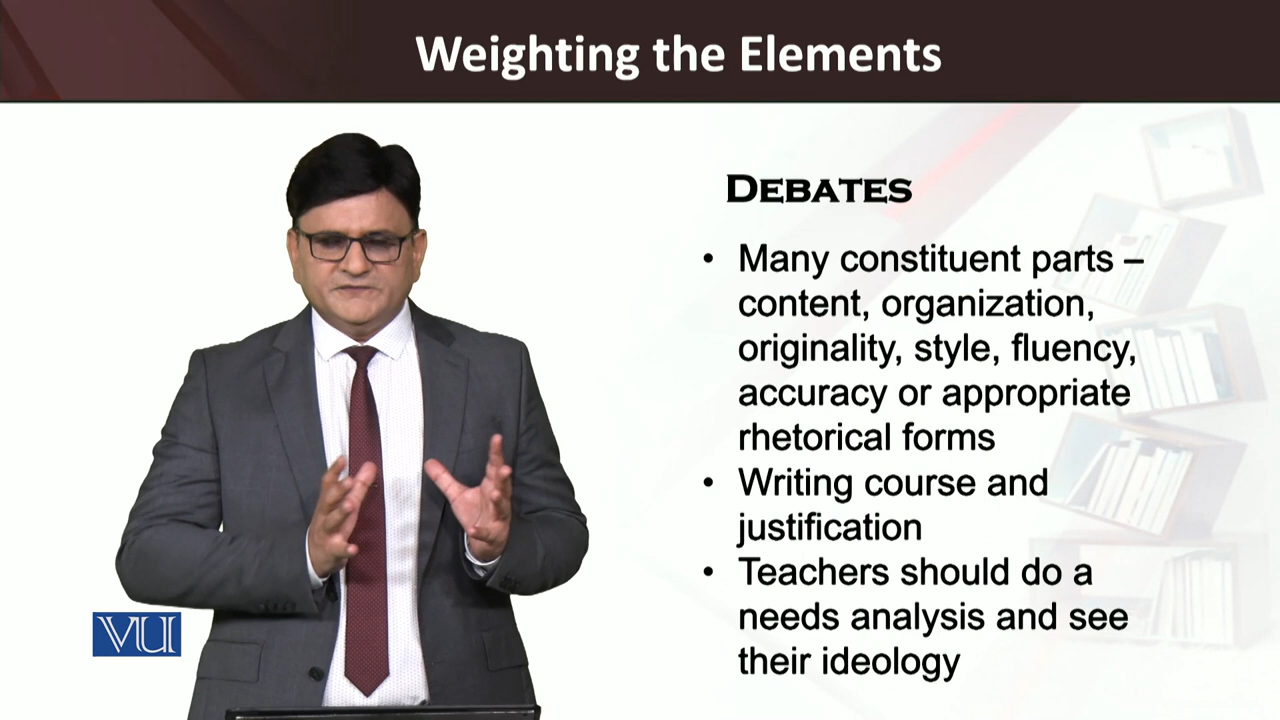 Weighting the Elements
DEBATES
• Many constituent parts –
content, organization,
originality, style, fluency,
accuracy or appropriate
rhetorical forms
• Writing course and
justification
• Teachers should do a
needs analysis and see
their ideology
VU